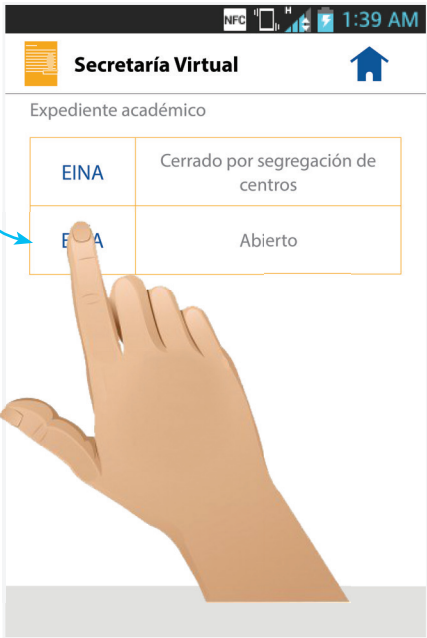 NFC H 1:39 AM
Secretaría Virtual
Expediente académico
EINA Cerrado por segregación de
centros
Abierto